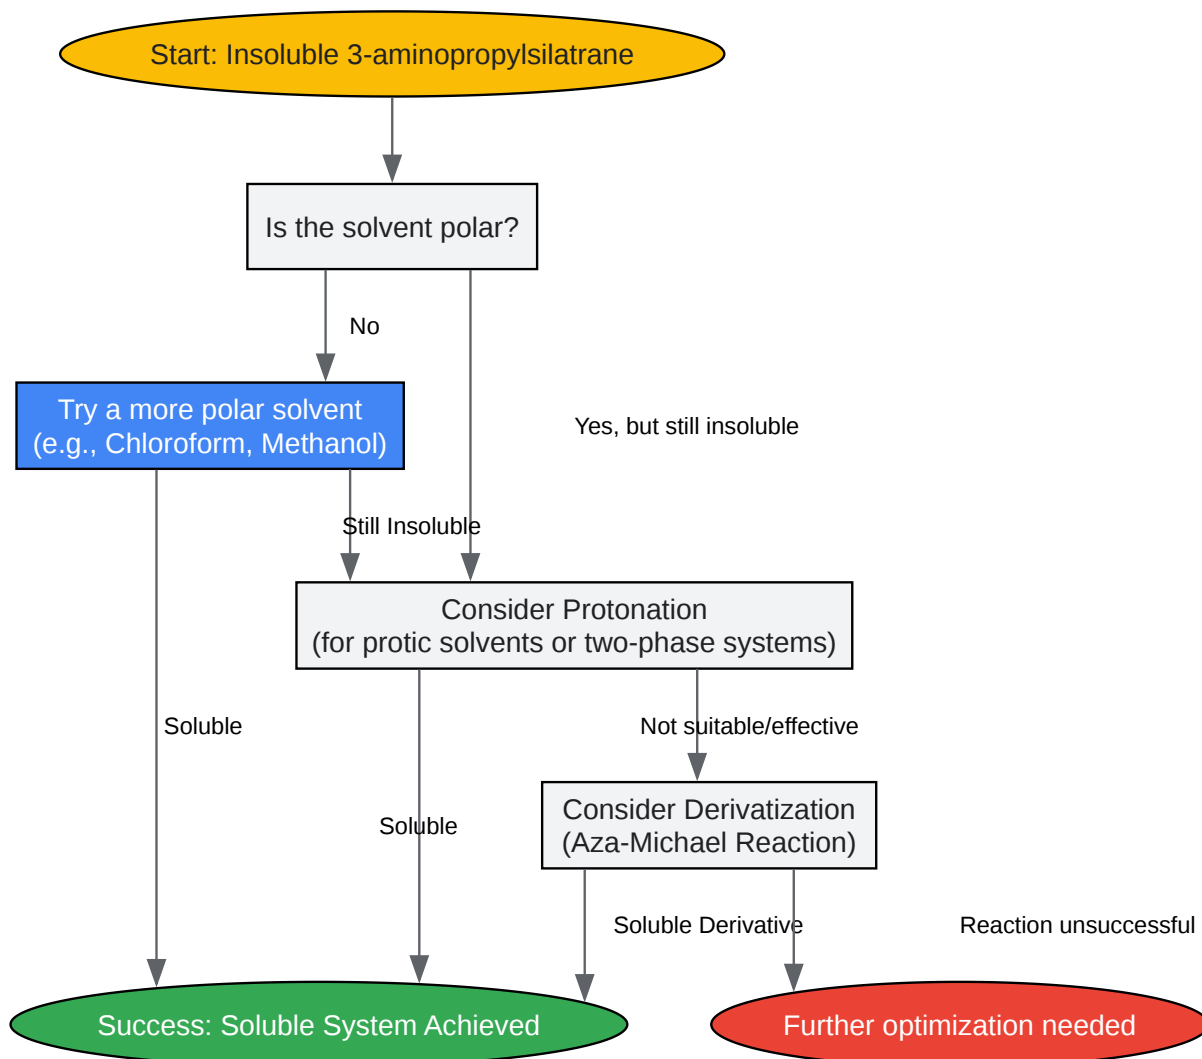 Start: Insoluble 3-aminopropylsilatrane
Is the solvent polar?
No
Try a more polar solvent
(e.g., Chloroform, Methanol)
Yes, but still insoluble
Still Insoluble
Consider Protonation
(for protic solvents or two-phase systems)
Soluble
Not suitable/effective
Consider Derivatization
(Aza-Michael Reaction)
Soluble
Soluble Derivative
Reaction unsuccessful
Success: Soluble System Achieved
Further optimization needed